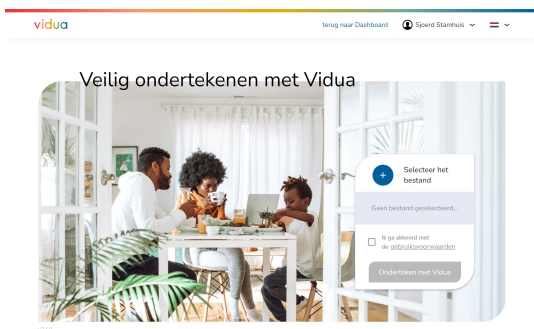 vidua
terug naar Dashboard
Sjoerd Stamhuis
Veilig ondertekenen met Vidua
Selecteer het
bestand
Geen bestand geselecteerd...
Ik ga akkoord met
de gebruiksvoorwaarden
Onderteken met Vidua